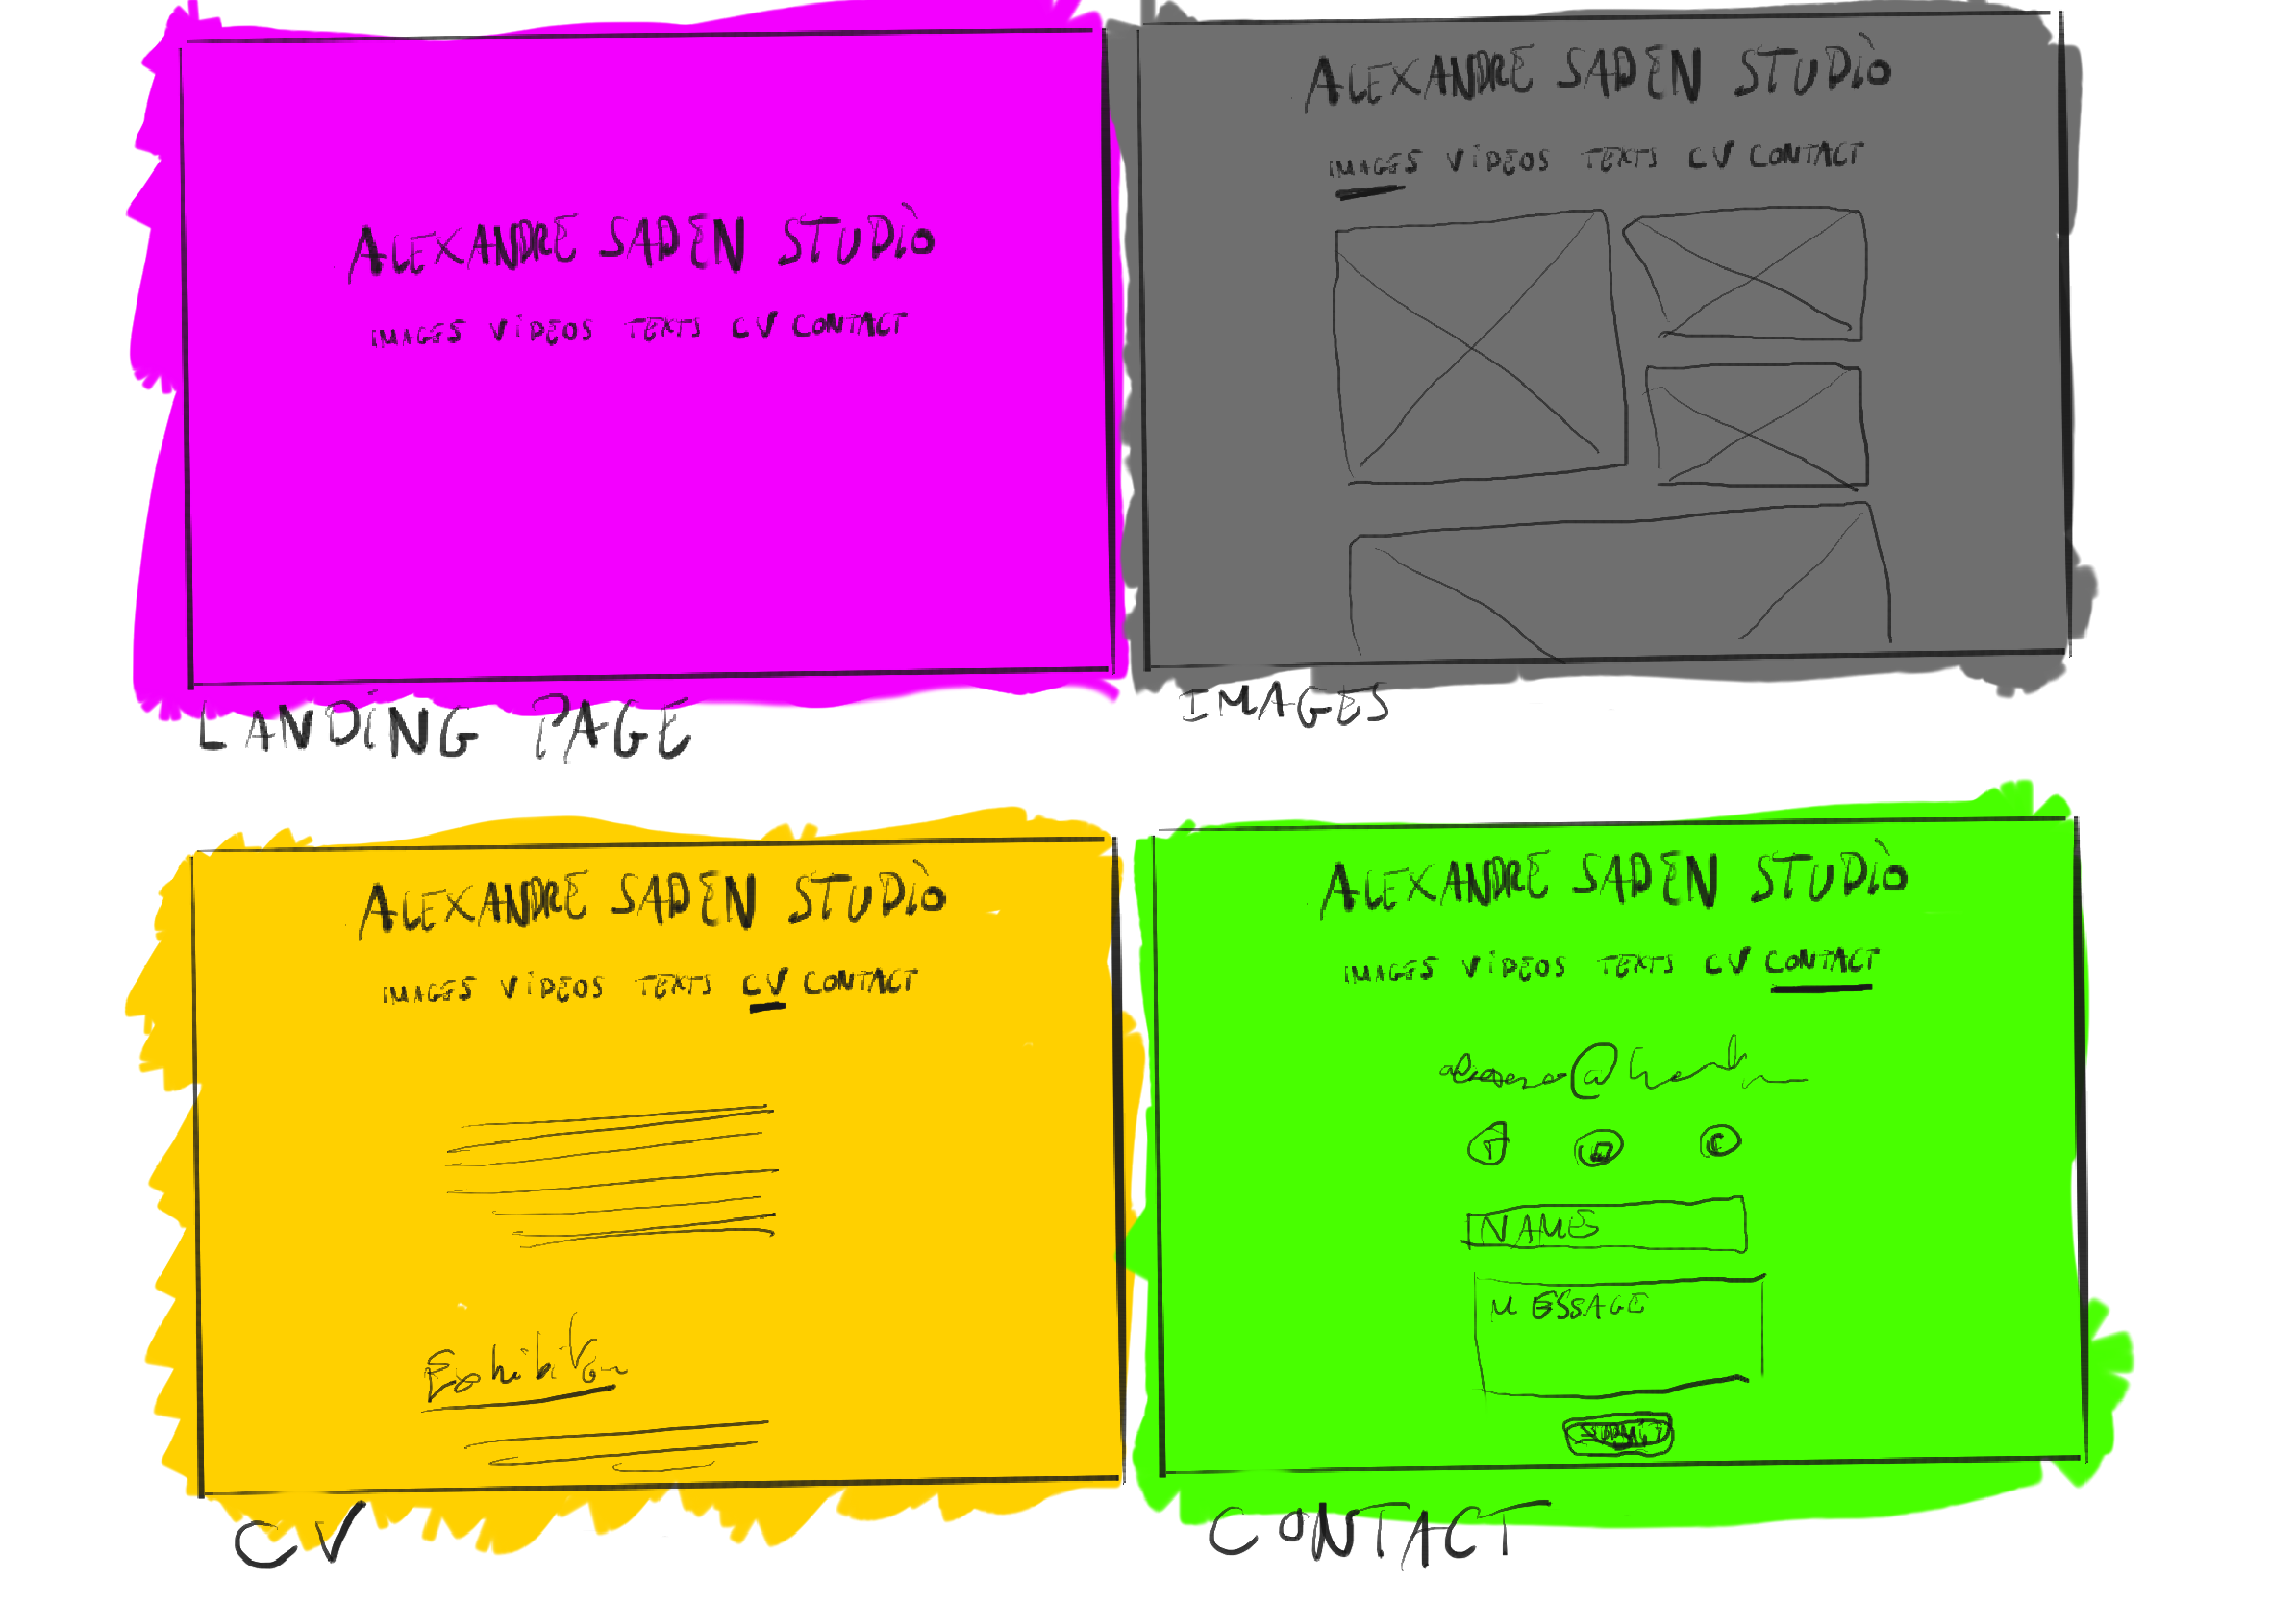 ALEXANDRE SADEN STUDIO
IMAGES VIDEOS TEXTS CV CONTACT
LANDING PAGE
ALEXANDRE SADEN STUDIO
IMAGES VIDEOS TEXTS CV CONTACT
IMAGES
ALEXANDRE SADEN STUDIO
IMAGES VIDEOS TEXTS CV CONTACT
Exhibition
CV
ALEXANDRE SADEN STUDIO
IMAGES VIDEOS TEXTS CV CONTACT
@
NAME
MESSAGE
SUBMIT
CONTACT